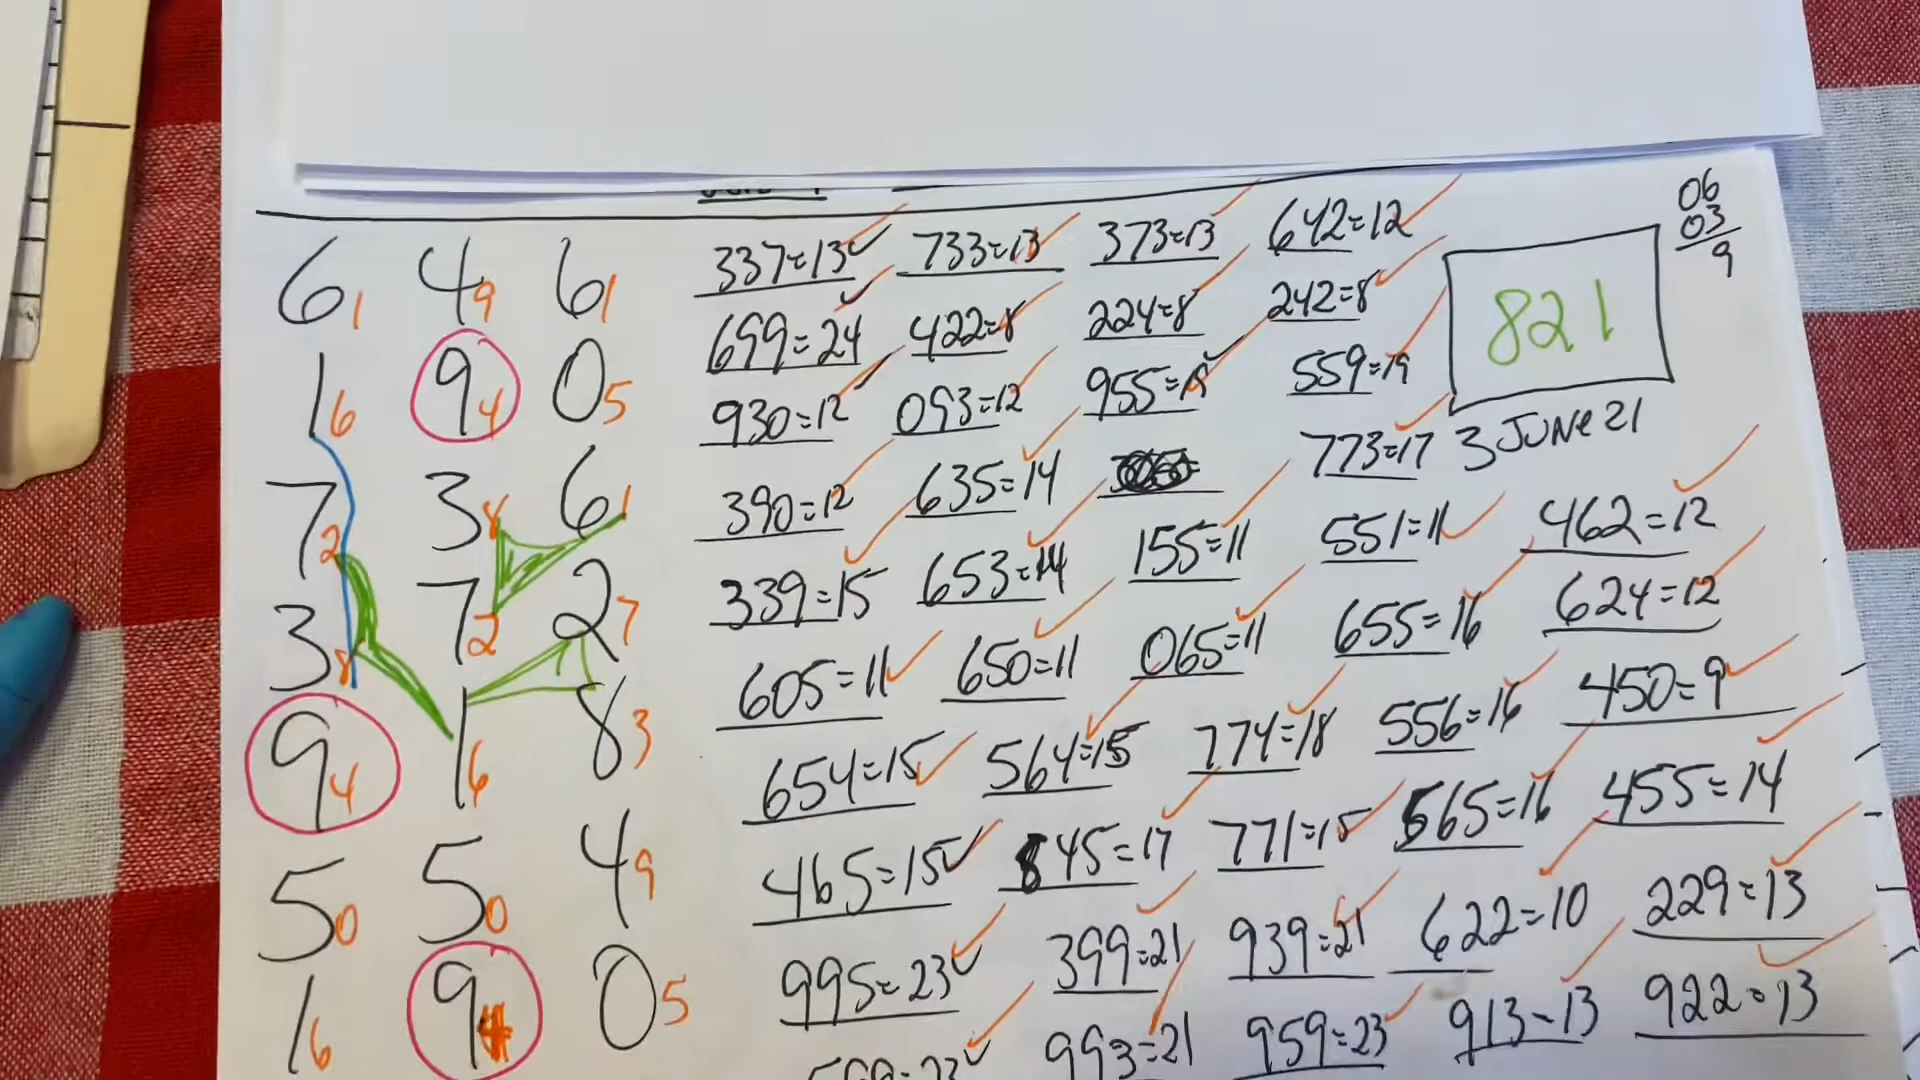 6 1 4 9 6 1
1 6 9 4 0 5
7 2 3 8 6 1
3 8 7 2 2 7
9 4 1 6 8 3
5 0 5 0 4 9
1 6 9 4 0 5
337=13 733=13 373=13 642=12
699=24 422=8 224=8 242=8
930=12 093=12 955=19 559=19
390=12 635=14 773=17
339=15 653=14 155=11 551=11 462=12
605=11 650=11 065=11 655=16 624=12
654=15 564=15 774=18 556=16 450=9
465=15 845=17 771=15 565=16 455=14
995=23 399=21 939=21 622=10 229=13
993=21 959=23 913=13 922=13
06
03
9
821
3 JUNE 21